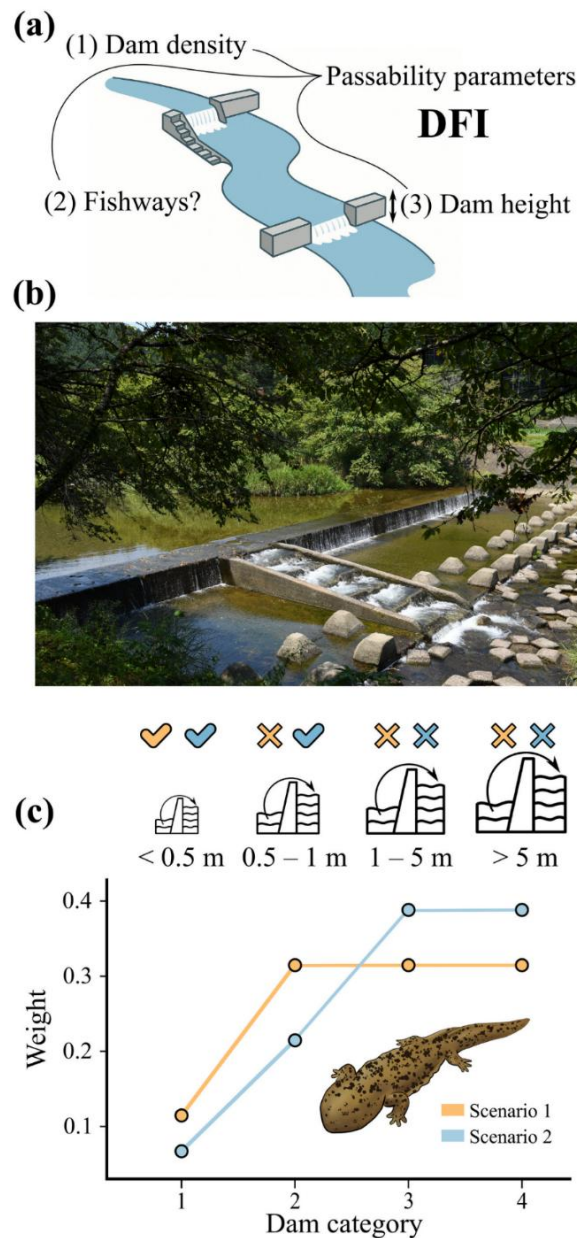 (a)
(1) Dam density
Passability parameters
DFI
(2) Fishways?
(3) Dam height
(b)
(c)
< 0.5 m 0.5 – 1 m 1 – 5 m > 5 m
0.4
0.3
0.2
0.1
Weight
Scenario 1
Scenario 2
1 2 3 4
Dam category